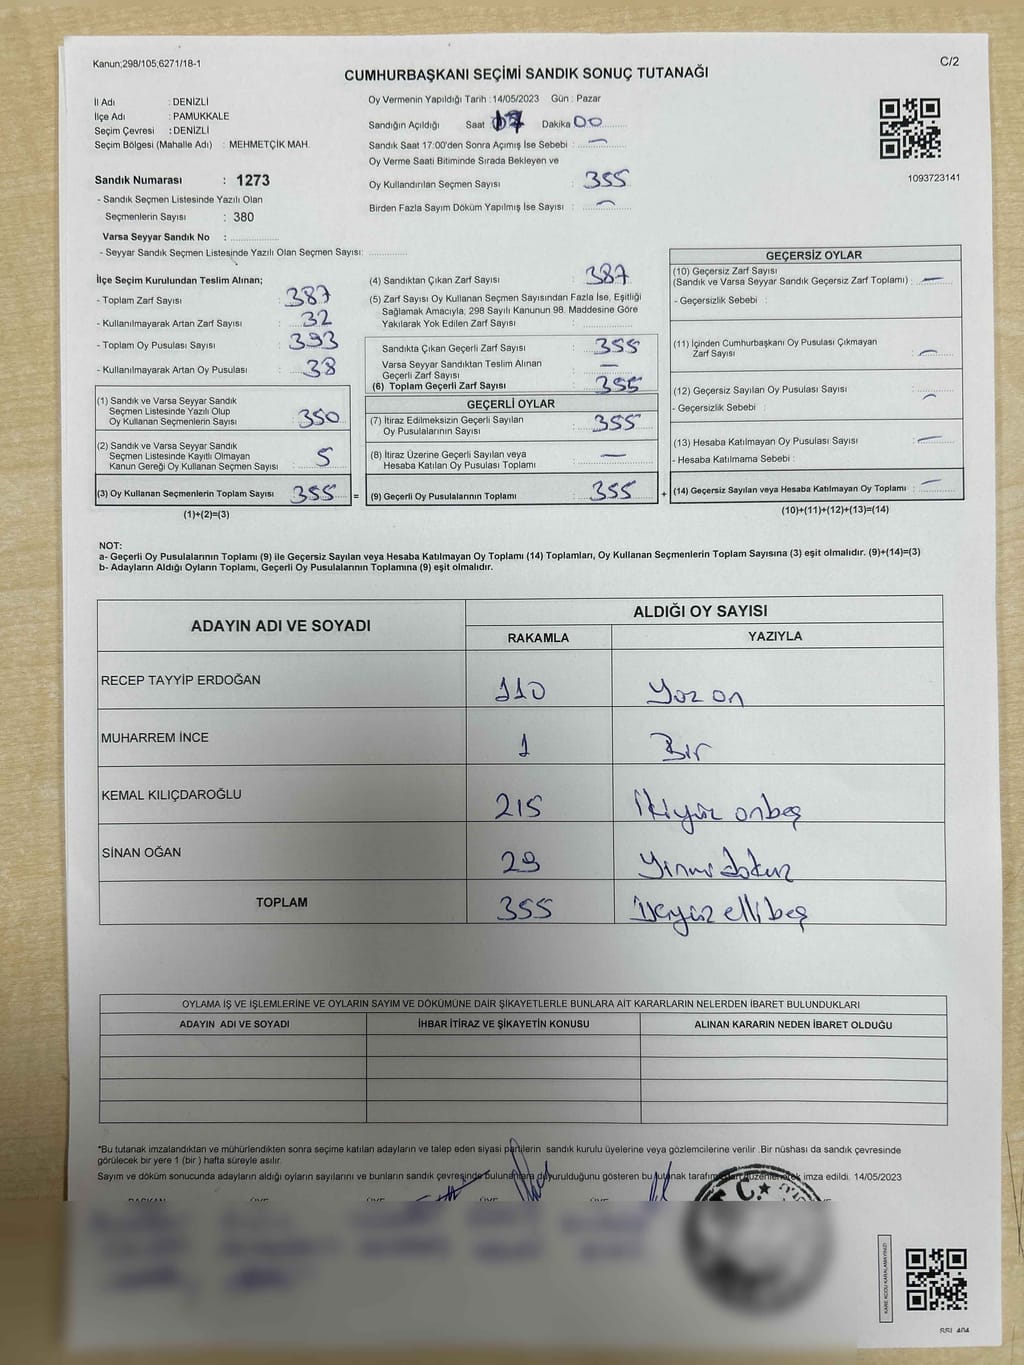 Kanun;298/105;6271/18-1
C/2
CUMHURBAŞKANI SEÇİMİ SANDIK SONUÇ TUTANAĞI
İl Adı : DENİZLİ
İlçe Adı : PAMUKKALE
Seçim Çevresi : DENİZLİ
Seçim Bölgesi (Mahalle Adı) : MEHMETÇİK MAH.
Sandık Numarası : 1273
- Sandık Seçmen Listesinde Yazılı Olan
Seçmenlerin Sayısı : 380
Varsa Seyyar Sandık No :
- Seyyar Sandık Seçmen Listesinde Yazılı Olan Seçmen Sayısı:
Oy Vermenin Yapıldığı Tarih :14/05/2023 Gün : Pazar
Sandığın Açıldığı Saat 17 Dakika 00
Sandık Saat 17:00'den Sonra Açımış İse Sebebi : —
Oy Verme Saati Bitiminde Sırada Bekleyen ve
Oy Kullandırılan Seçmen Sayısı : 355
Birden Fazla Sayım Döküm Yapılmış İse Sayısı : —
1093723141
İlçe Seçim Kurulundan Teslim Alınan;
- Toplam Zarf Sayısı : 387
- Kullanılmayarak Artan Zarf Sayısı : 32
- Toplam Oy Pusulası Sayısı : 393
- Kullanılmayarak Artan Oy Pusulası : 38
(1) Sandık ve Varsa Seyyar Sandık
Seçmen Listesinde Yazılı Olup
Oy Kullanan Seçmenlerin Sayısı : 350
(2) Sandık ve Varsa Seyyar Sandık
Seçmen Listesinde Kayıtlı Olmayan
Kanun Gereği Oy Kullanan Seçmen Sayısı : 5
(3) Oy Kullanan Seçmenlerin Toplam Sayısı : 355 =
(1)+(2)=(3)
(4) Sandıktan Çıkan Zarf Sayısı : 387
(5) Zarf Sayısı Oy Kullanan Seçmen Sayısından Fazla İse, Eşitliği
Sağlamak Amacıyla; 298 Sayılı Kanunun 98. Maddesine Göre
Yakılarak Yok Edilen Zarf Sayısı :
Sandıkta Çıkan Geçerli Zarf Sayısı : 355
Varsa Seyyar Sandıktan Teslim Alınan
Geçerli Zarf Sayısı : —
(6) Toplam Geçerli Zarf Sayısı : 355
GEÇERLİ OYLAR
(7) İtiraz Edilmeksizin Geçerli Sayılan
Oy Pusulalarının Sayısı : 355
(8) İtiraz Üzerine Geçerli Sayılan veya
Hesaba Katılan Oy Pusulası Toplamı : —
(9) Geçerli Oy Pusulalarının Toplamı : 355 +
GEÇERSİZ OYLAR
(10) Geçersiz Zarf Sayısı
(Sandık ve Varsa Seyyar Sandık Geçersiz Zarf Toplamı) : —
- Geçersizlik Sebebi :
(11) İçinden Cumhurbaşkanı Oy Pusulası Çıkmayan
Zarf Sayısı : —
(12) Geçersiz Sayılan Oy Pusulası Sayısı : —
- Geçersizlik Sebebi :
(13) Hesaba Katılmayan Oy Pusulası Sayısı : —
- Hesaba Katılmama Sebebi :
(14) Geçersiz Sayılan veya Hesaba Katılmayan Oy Toplamı : —
(10)+(11)+(12)+(13)=(14)
NOT:
a- Geçerli Oy Pusulalarının Toplamı (9) ile Geçersiz Sayılan veya Hesaba Katılmayan Oy Toplamı (14) Toplamları, Oy Kullanan Seçmenlerin Toplam Sayısına (3) eşit olmalıdır. (9)+(14)=(3)
b- Adayların Aldığı Oyların Toplamı, Geçerli Oy Pusulalarının Toplamına (9) eşit olmalıdır.
ADAYIN ADI VE SOYADI
ALDIĞI OY SAYISI
RAKAMLA YAZIYLA
RECEP TAYYİP ERDOĞAN 110 Yüz on
MUHARREM İNCE 1 Bir
KEMAL KILIÇDAROĞLU 215 İkiyüz onbeş
SİNAN OĞAN 29 Yirmi dokuz
TOPLAM 355 Üçyüz elli beş
OYLAMA İŞ VE İŞLEMLERİNE VE OYLARIN SAYIM VE DÖKÜMÜNE DAİR ŞİKAYETLERLE BUNLARA AİT KARARLARIN NELERDEN İBARET BULUNDUKLARI
ADAYIN ADI VE SOYADI İHBAR İTİRAZ VE ŞİKAYETİN KONUSU ALINAN KARARIN NEDEN İBARET OLDUĞU
*Bu tutanak imzalandıktan ve mühürlendikten sonra seçime katılan adayların ve talep eden siyasi partilerin sandık kurulu üyelerine veya gözlemcilerine verilir .Bir nüshası da sandık çevresinde
görülecek bir yere 1 (bir ) hafta süreyle asılır.
Sayım ve döküm sonucunda adayların aldığı oyların sayılarını ve bunların sandık çevresinde bulunanlara duyurulduğunu gösteren bu tutanak tarafımızdan düzenlenerek imza edildi. 14/05/2023
BAŞKAN ÜYE ÜYE ÜYE ÜYE
T.C.
KARE KODU KARALAMAYINIZ!